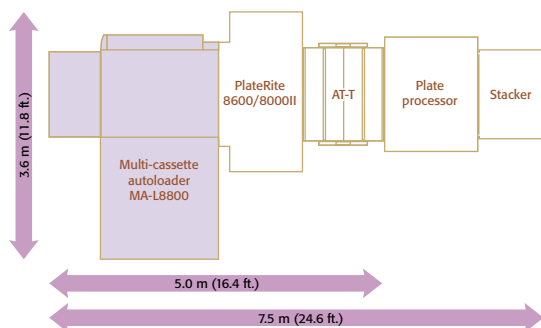 3.6 m (11.8 ft.)
PlateRite
8600/8000II
AT-T
Plate
processor
Stacker
Multi-cassette
autoloader
MA-L8800
5.0 m (16.4 ft.)
7.5 m (24.6 ft.)